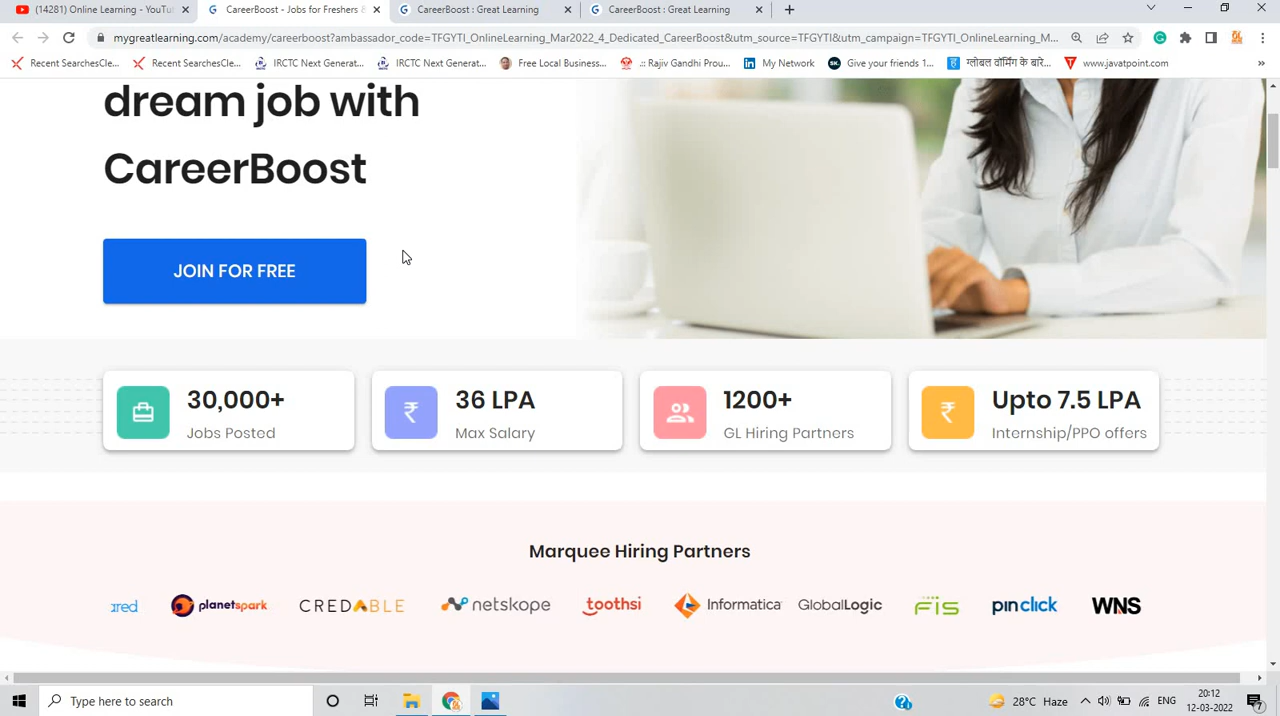 (14281) Online Learning - YouTu
CareerBoost - Jobs for Freshers &
CareerBoost : Great Learning
CareerBoost : Great Learning
mygreatlearning.com/academy/careerboost?ambassador_code=TFGYTI_OnlineLearning_Mar2022_4_Dedicated_CareerBoost&utm_source=TFGYTI&utm_campaign=TFGYTI_OnlineLearning_M...
Recent SearchesCle...
Recent SearchesCle...
IRCTC Next Generat...
IRCTC Next Generat...
Free Local Business...
.:: Rajiv Gandhi Prou...
My Network
Give your friends 1...
ग्लोबल वॉर्मिंग के बारे...
www.javatpoint.com
dream job with
CareerBoost
JOIN FOR FREE
30,000+
Jobs Posted
36 LPA
Max Salary
1200+
GL Hiring Partners
Upto 7.5 LPA
Internship/PPO offers
Marquee Hiring Partners
planetspark
CREDABLE
netskope
toothsi
Informatica
GlobalLogic
FIS
pinclick
WNS
Type here to search
28°C Haze
ENG
20:12
12-03-2022
7